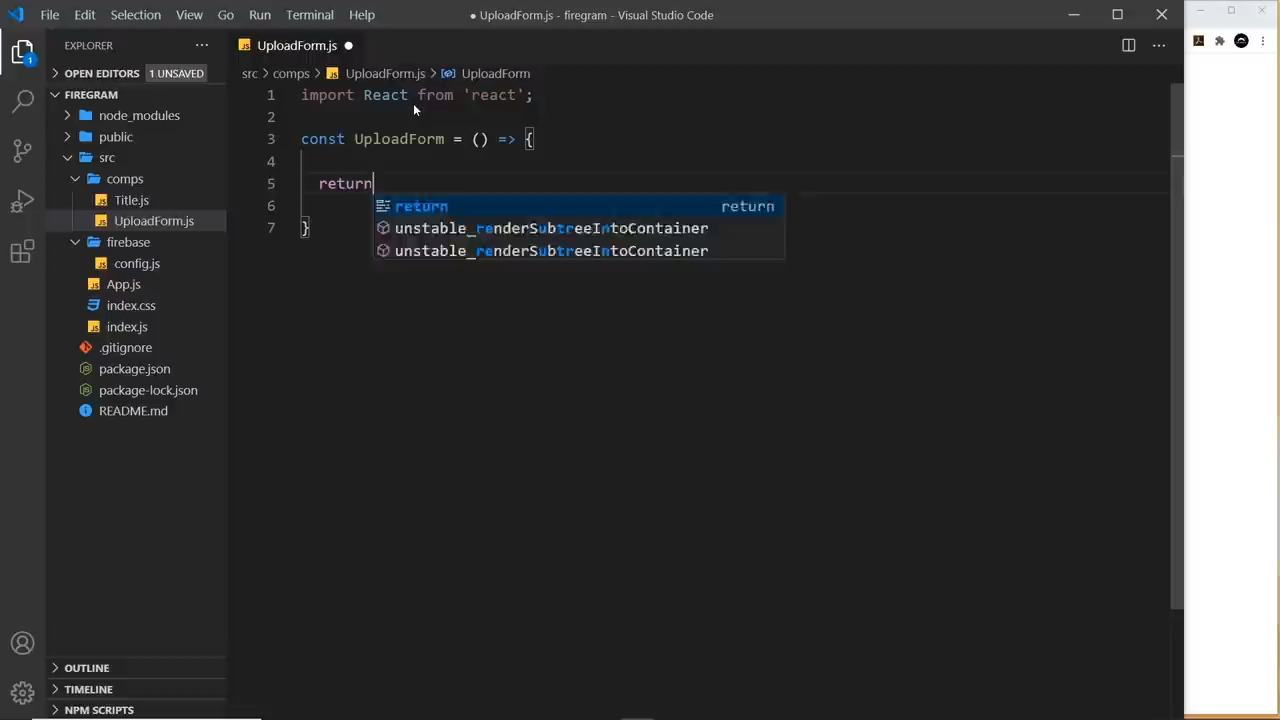 File Edit Selection View Go Run Terminal Help
● UploadForm.js - firegram - Visual Studio Code
EXPLORER
OPEN EDITORS 1 UNSAVED
FIREGRAM
node_modules
public
src
comps
Title.js
UploadForm.js
firebase
config.js
App.js
index.css
index.js
.gitignore
package.json
package-lock.json
README.md
OUTLINE
TIMELINE
NPM SCRIPTS
1
JS UploadForm.js ●
src > comps > JS UploadForm.js > UploadForm
1 import React from 'react';
2
3 const UploadForm = () => {
4
5 return
6
7 }
return return
unstable_renderSubtreeIntoContainer
unstable_renderSubtreeIntoContainer